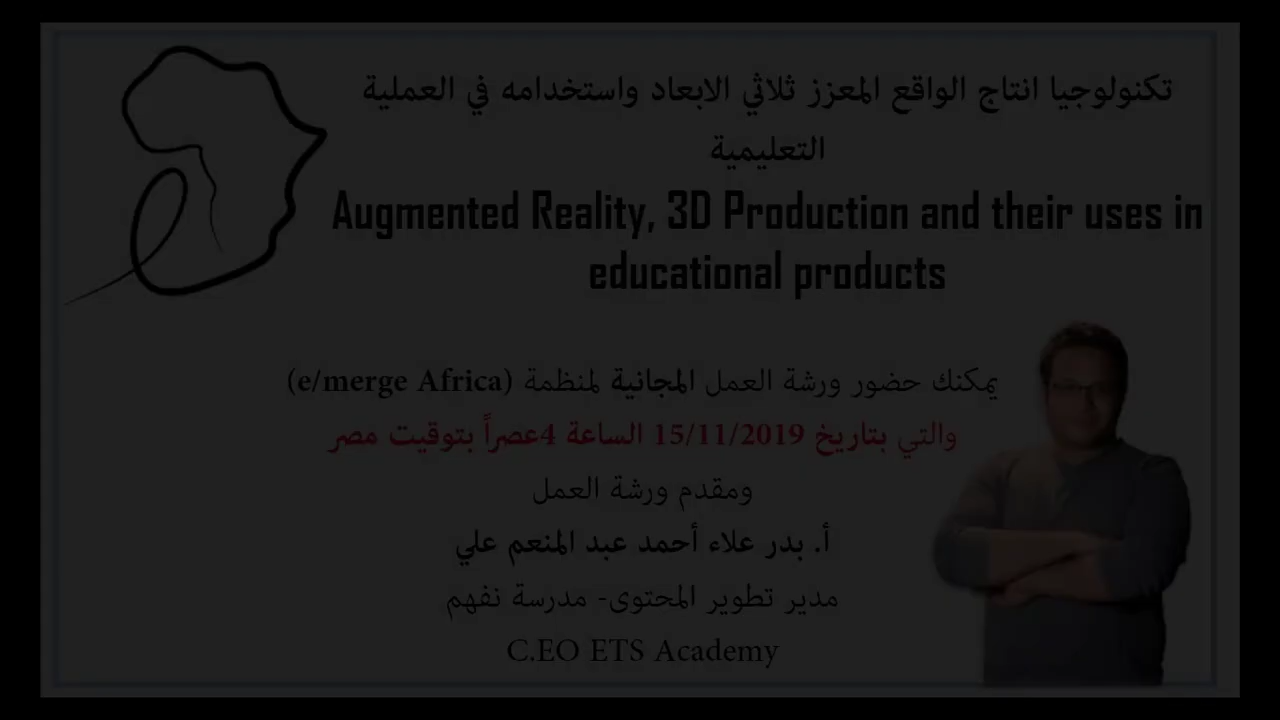 تكنولوجيا انتاج الواقع المعزز ثلاثي الابعاد واستخدامه في العملية
التعليمية
Augmented Reality, 3D Production and their uses in
educational products
يمكنك حضور ورشة العمل المجانية لمنظمة (e/merge Africa)
والتي بتاريخ 15/11/2019 الساعة 4عصراً بتوقيت مصر
ومقدم ورشة العمل
أ. بدر علاء أحمد عبد المنعم علي
مدير تطوير المحتوى- مدرسة نفهم
C.EO ETS Academy